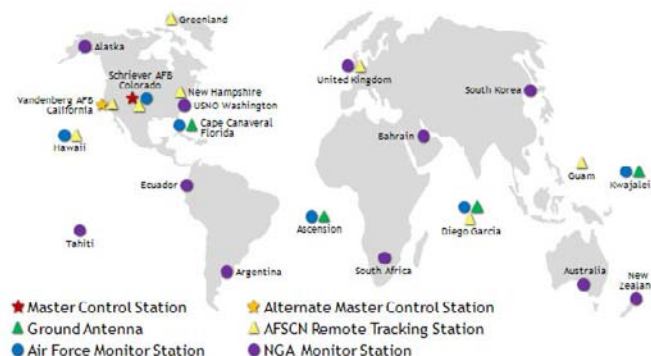 Greenland
Alaska
Schriever AFB
Colorado
Vandenberg AFB
California
New Hampshire
USNO Washington
Cape Canaveral
Florida
Hawaii
United Kingdom
South Korea
Bahrain
Guam
Kwajalei
Ecuador
Tahiti
Ascension
Diego Garcia
Argentina
South Africa
Australia
New
Zealan
Master Control Station
Alternate Master Control Station
Ground Antenna
AFSCN Remote Tracking Station
Air Force Monitor Station
NGA Monitor Station